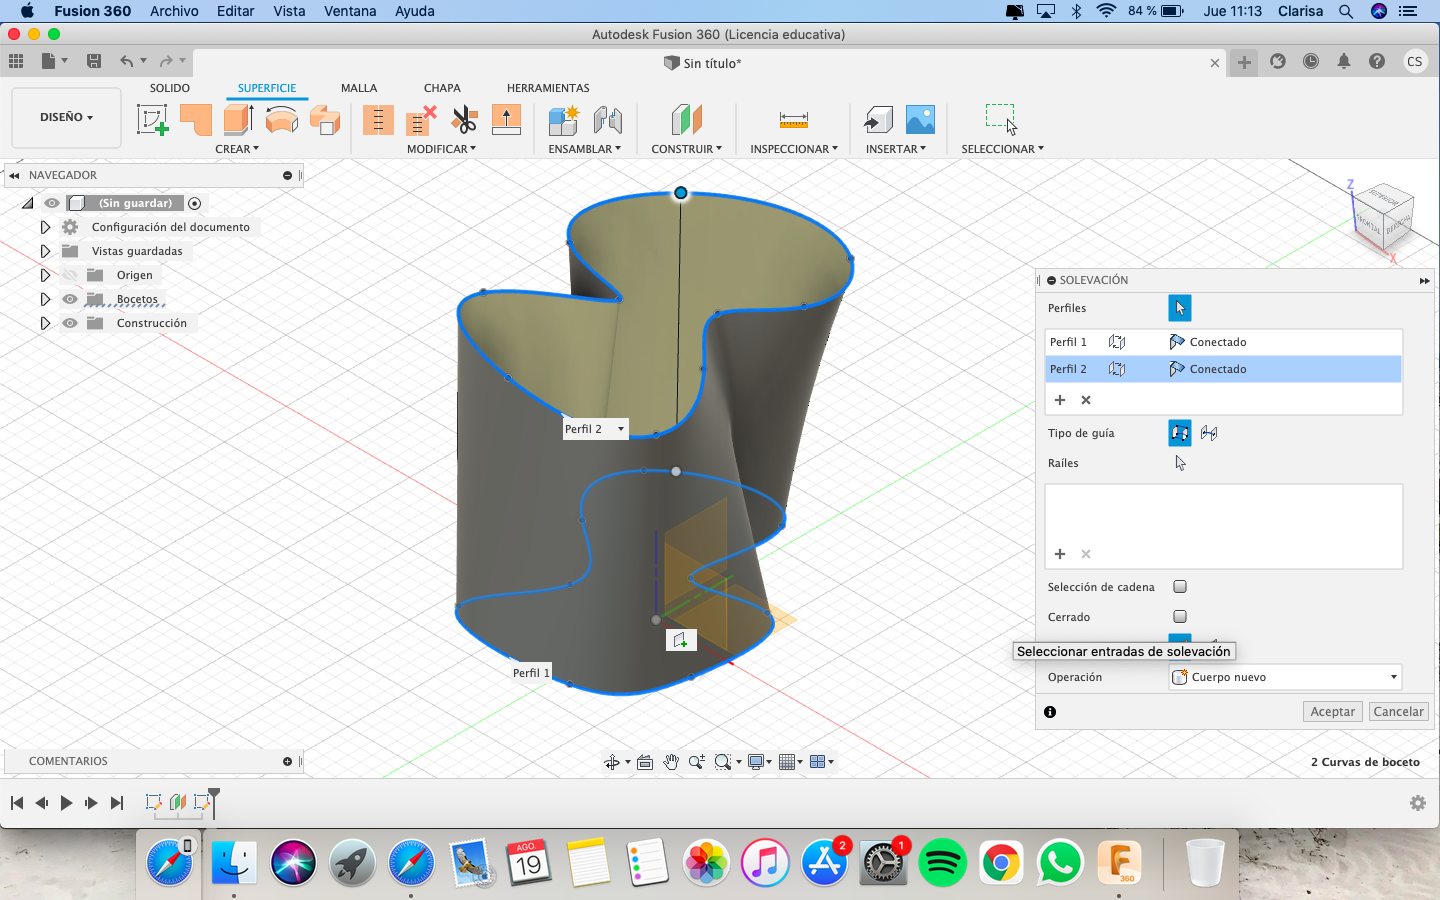 Fusion 360 Archivo Editar Vista Ventana Ayuda 84 % Jue 11:13 Clarisa
Autodesk Fusion 360 (Licencia educativa)
Sin título* CS
SOLIDO SUPERFICIE MALLA CHAPA HERRAMIENTAS
DISEÑO
CREAR MODIFICAR ENSAMBLAR CONSTRUIR INSPECCIONAR INSERTAR SELECCIONAR
NAVEGADOR
(Sin guardar)
Configuración del documento
Vistas guardadas
Origen
Bocetos
Construcción
Z
FRONTAL DERECHA
X
Perfil 2
Perfil 1
SOLEVACIÓN
Perfiles
Perfil 1 Conectado
Perfil 2 Conectado
Tipo de guía
Raíles
Selección de cadena
Cerrado
Seleccionar entradas de solevación
Operación Cuerpo nuevo
Aceptar Cancelar
COMENTARIOS
2 Curvas de boceto
AGO.
19
2
1
360